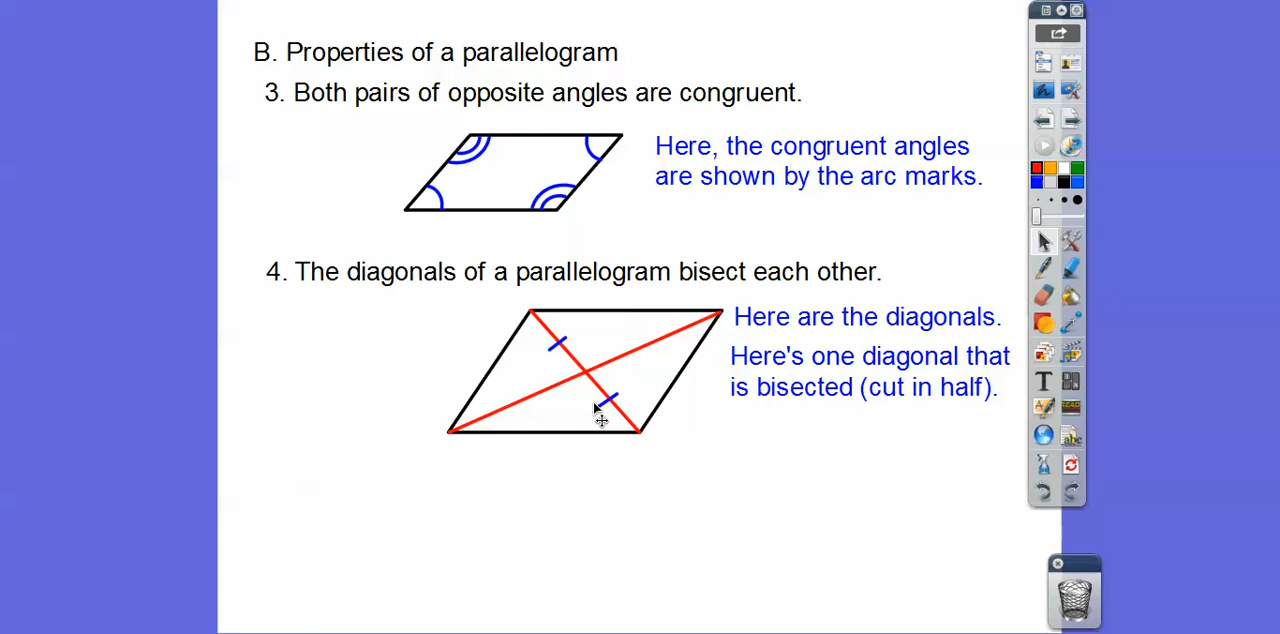 B. Properties of a parallelogram
3. Both pairs of opposite angles are congruent.
Here, the congruent angles
are shown by the arc marks.
4. The diagonals of a parallelogram bisect each other.
Here are the diagonals.
Here's one diagonal that
is bisected (cut in half).